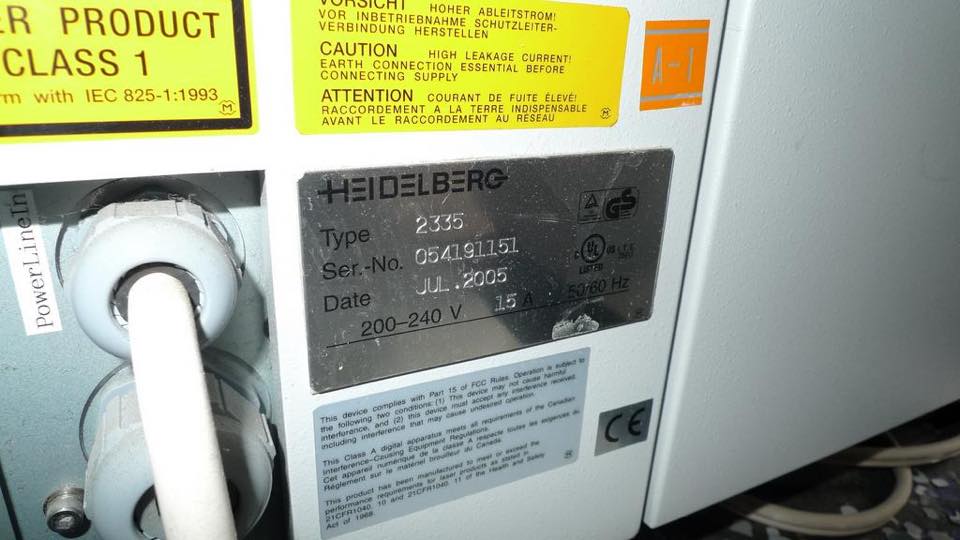 ER PRODUCT
CLASS 1
rm with IEC 825-1:1993
VORSICHT HOHER ABLEITSTROM!
VOR INBETRIEBNAHME SCHUTZLEITER-
VERBINDUNG HERSTELLEN
CAUTION HIGH LEAKAGE CURRENT!
EARTH CONNECTION ESSENTIAL BEFORE
CONNECTING SUPPLY
ATTENTION COURANT DE FUITE ÉLEVÉ!
RACCORDEMENT A LA TERRE INDISPENSABLE
AVANT LE RACCORDEMENT AU RÉSEAU
A-1
PowerLineIn
HEIDELBERG
Type 2335
Ser.-No. 054191151
Date JUL.2005
200-240 V 15 A 50/60 Hz
GS
UL
LISTED
This device complies with Part 15 of FCC Rules. Operation is subject to
the following two conditions: (1) This device may not cause harmful
interference, and (2) this device must accept any interference received,
including interference that may cause undesired operation.
This Class A digital apparatus meets all requirements of the Canadian
Interference-Causing Equipment Regulations.
Cet appareil numérique de la classe A respecte toutes les exigences du
Règlement sur le matériel brouilleur du Canada.
This product has been manufactured to meet or exceed the
performance requirements for laser products as stated in
21CFR1040. 10 and 21CFR1040. 11 of the Health and Safety
Act of 1968.
CE